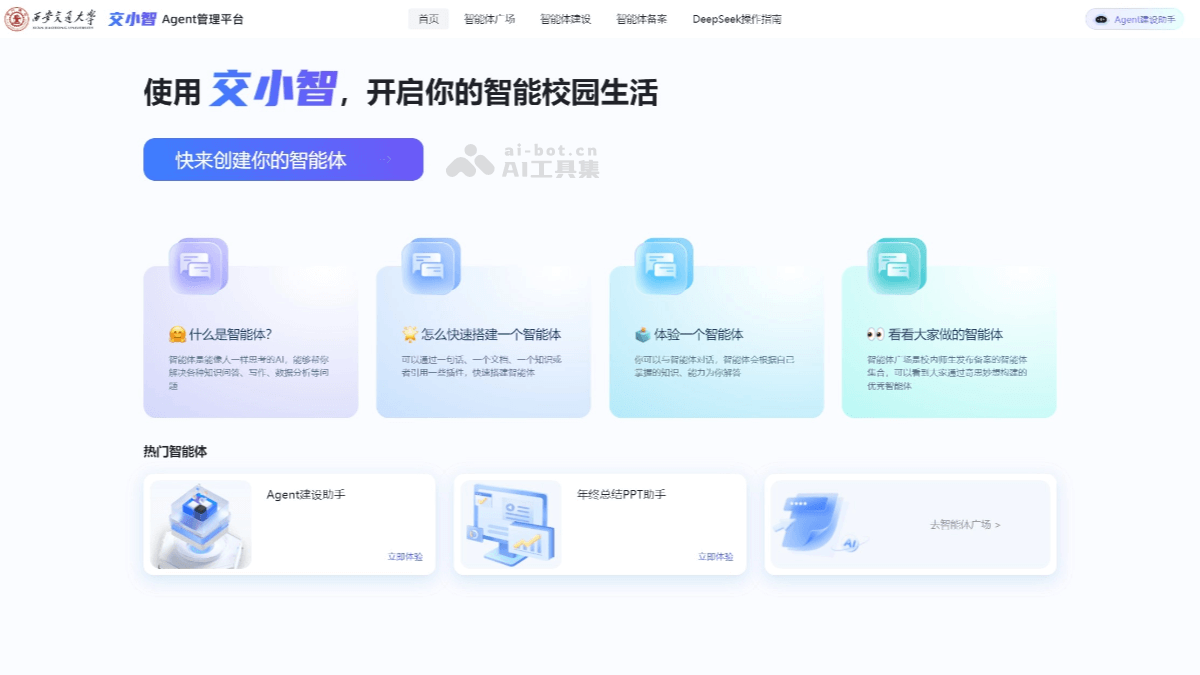 西安交通大学
XI'AN JIAOTONG UNIVERSITY
交小智 Agent管理平台
首页 智能体广场 智能体建设 智能体备案 DeepSeek操作指南
Agent建设助手
使用 交小智，开启你的智能校园生活
快来创建你的智能体
ai-bot.cn
AI工具集
🤗 什么是智能体？
智能体是能像人一样思考的AI，能够帮你
解决各种知识问答、写作、数据分析等问
题
🌟 怎么快速搭建一个智能体
可以通过一句话、一个文档、一个知识或
者引用一些插件，快速搭建智能体
🗳️ 体验一个智能体
你可以与智能体对话，智能体会根据自己
掌握的知识、能力为你解答
👀 看看大家做的智能体
智能体广场是校内师生发布备案的智能体
集合，可以看到大家通过奇思妙想构建的
优秀智能体
热门智能体
Agent建设助手
立即体验
年终总结PPT助手
立即体验
AI
去智能体广场 >